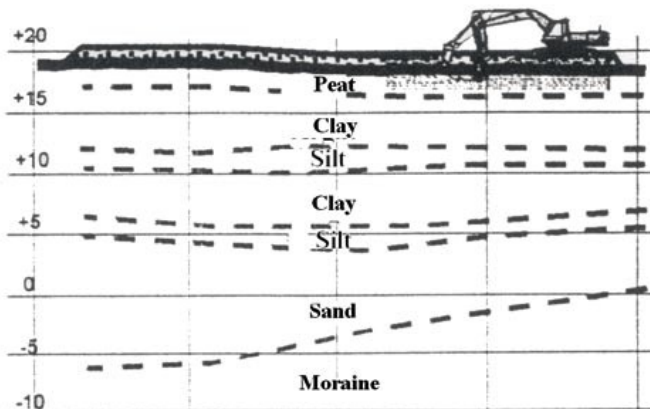 +20
Peat
+15
Clay
Silt
+10
Clay
+5
Silt
0
Sand
-5
Moraine
-10